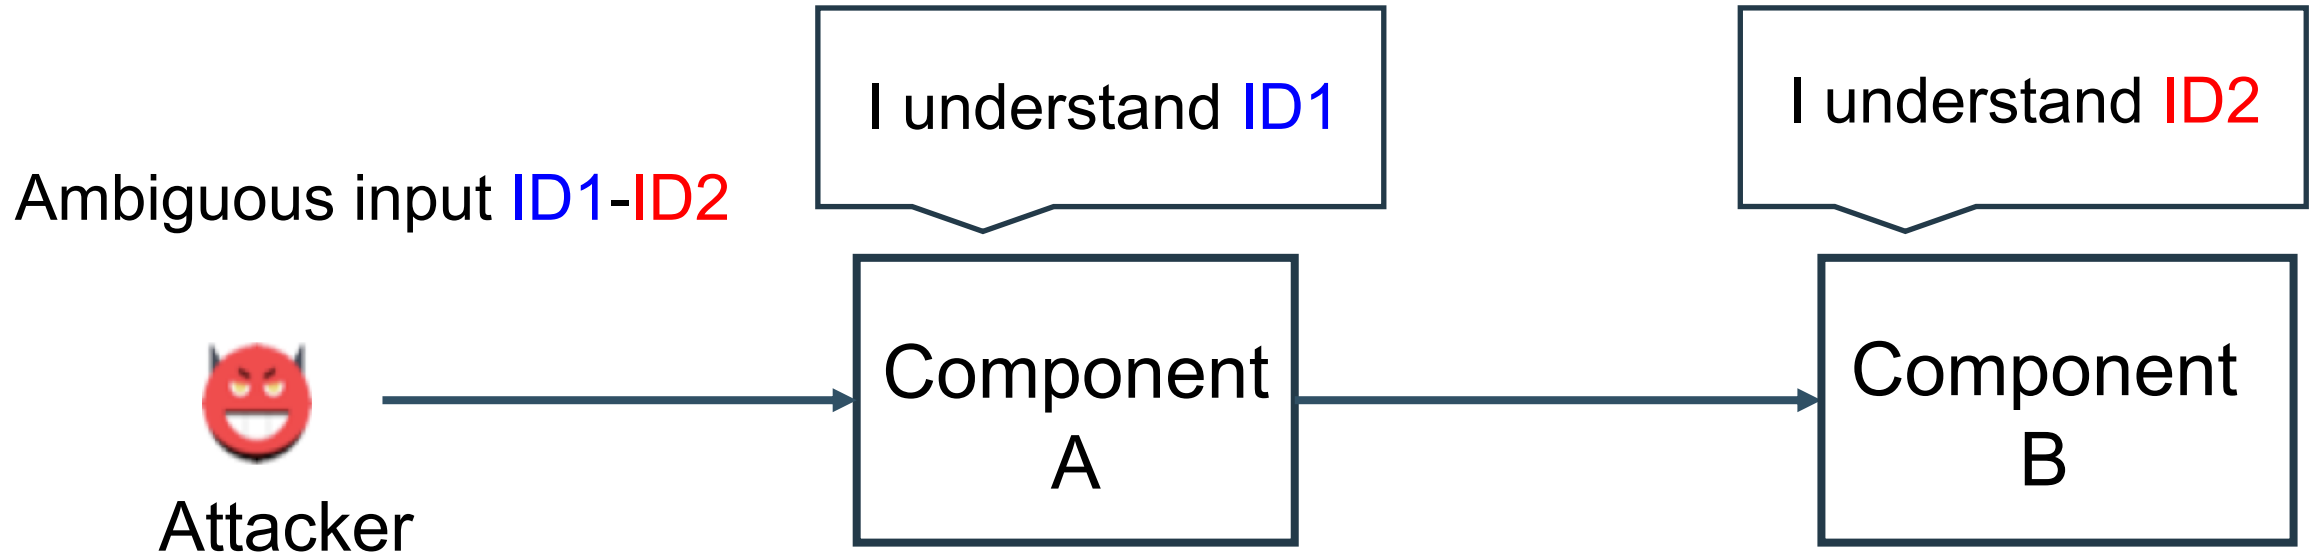 I understand ID1
I understand ID2
Ambiguous input ID1-ID2
Component
A
Component
B
Attacker